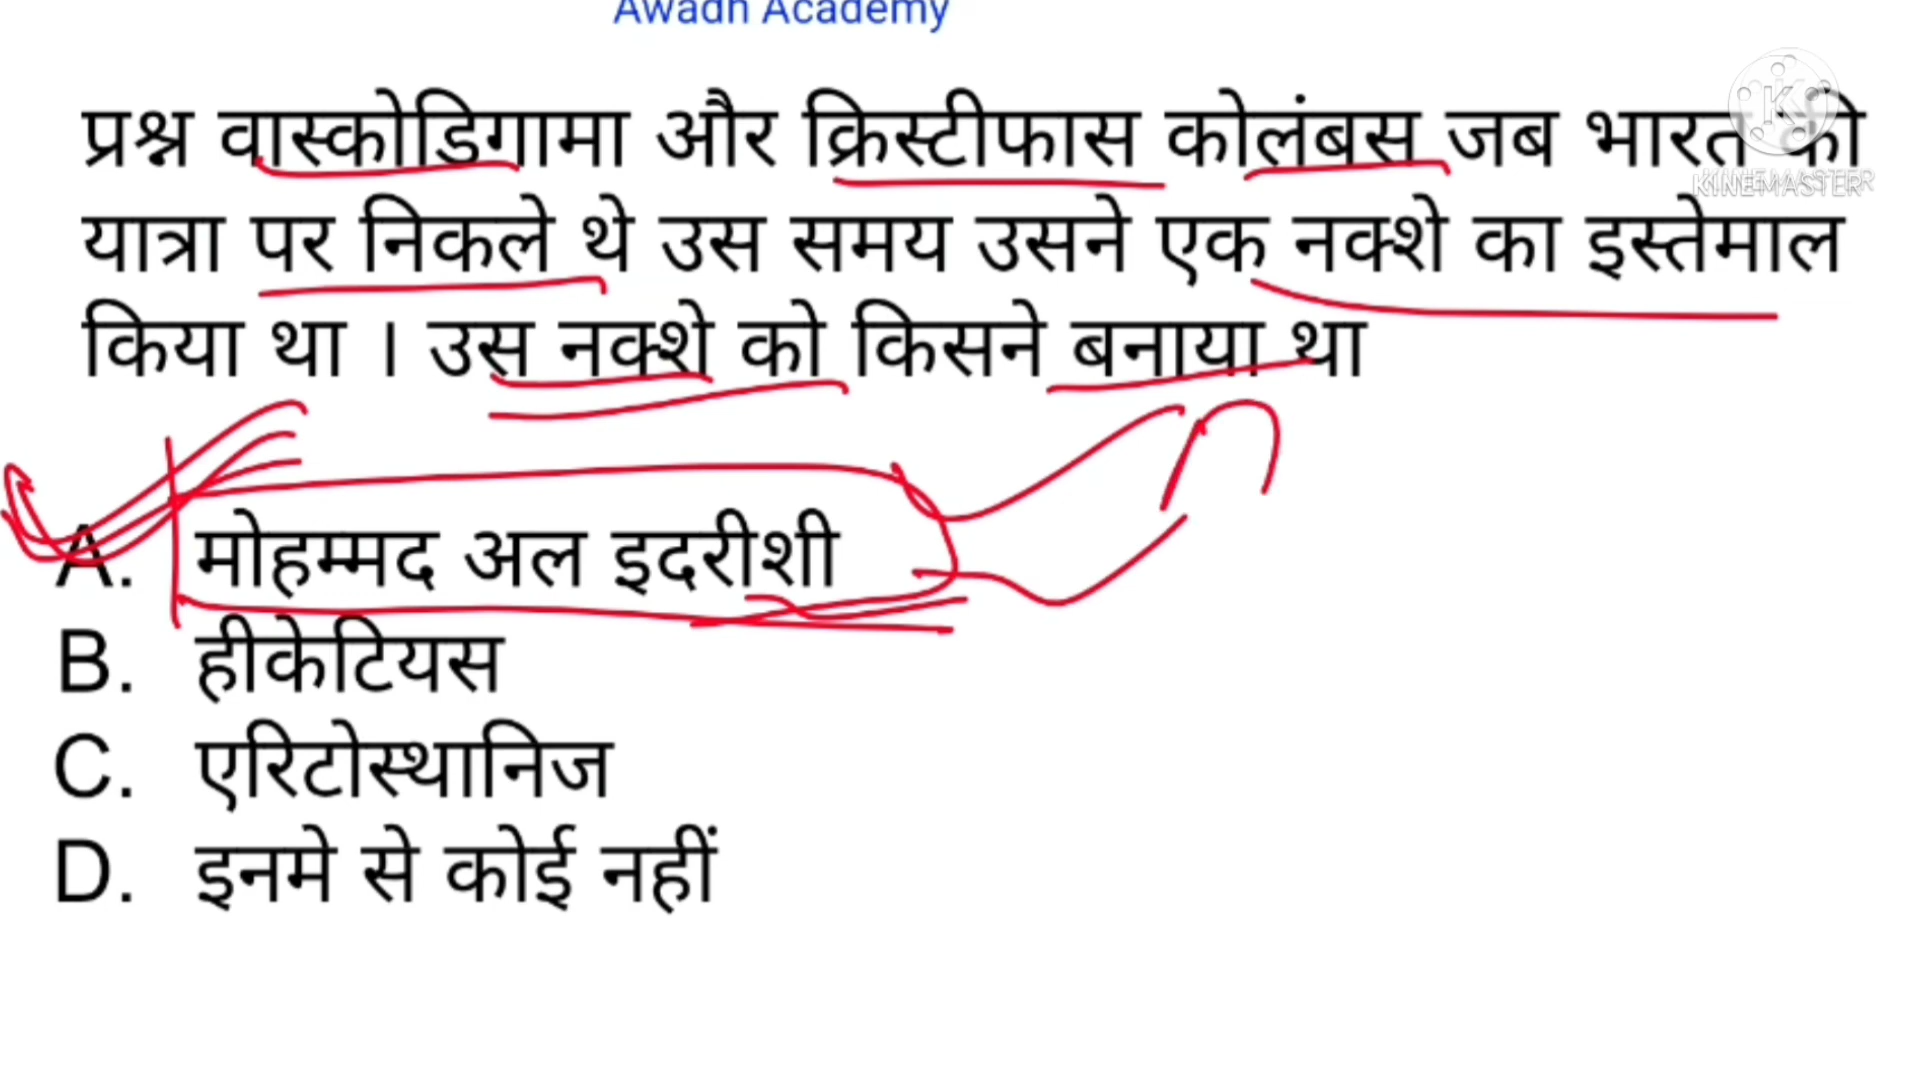 Awadh Academy
प्रश्न वास्कोडिगामा और क्रिस्टीफास कोलंबस जब भारत की
KINEMASTER
यात्रा पर निकले थे उस समय उसने एक नक्शे का इस्तेमाल
किया था । उस नक्शे को किसने बनाया था
A. मोहम्मद अल इदरीशी
B. हीकेटियस
C. एरिटोस्थानिज
D. इनमे से कोई नहीं